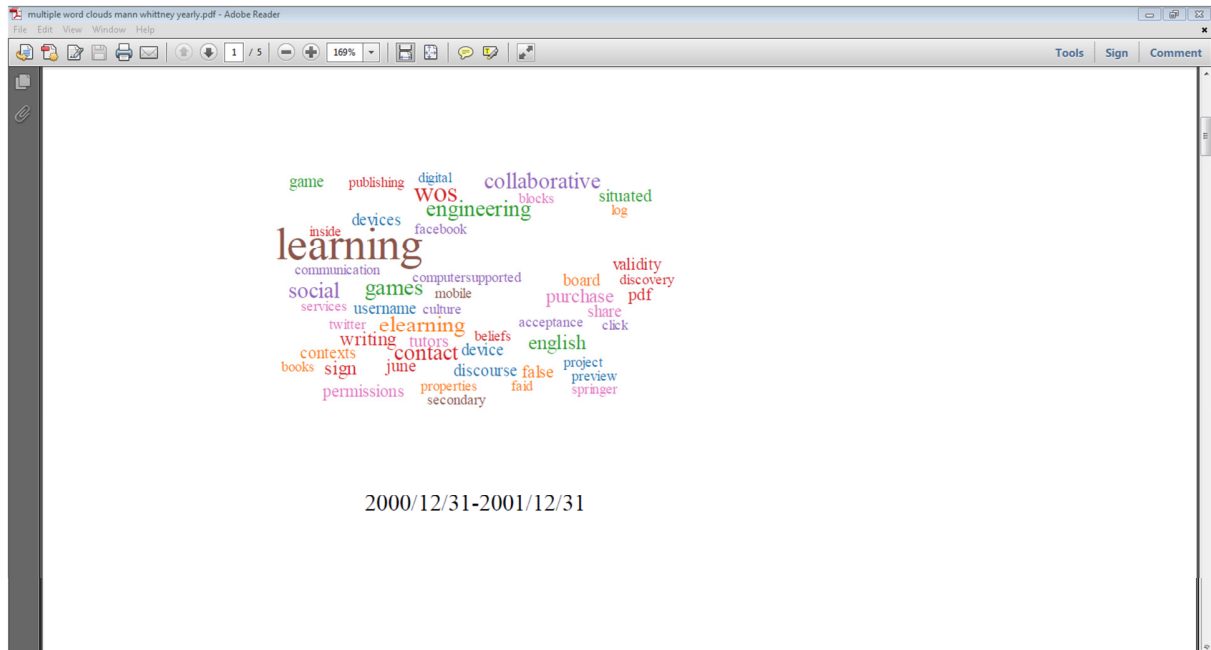 multiple word clouds mann whittney yearly.pdf - Adobe Reader
File Edit View Window Help
1 / 5 169% Tools Sign Comment
game publishing digital collaborative
wos blocks situated
engineering log
devices
inside facebook
learning
communication computersupported validity
board discovery
social games mobile purchase pdf
services username culture share
twitter elearning acceptance click
writing tutors beliefs english
contexts contact device
books sign june discourse false project
preview
permissions properties faid springer
secondary
2000/12/31-2001/12/31